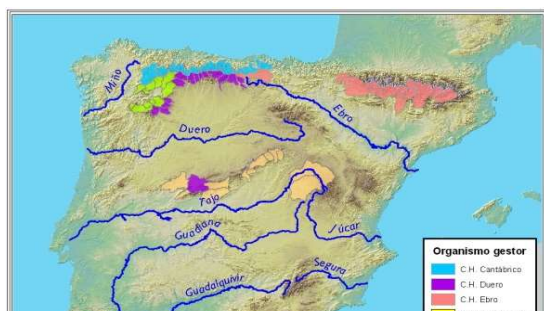 Miño
Duero
Ebro
Tajo
Guadiana
Júcar
Segura
Guadalquivir
Organismo gestor
C.H. Cantábrico
C.H. Duero
C.H. Ebro